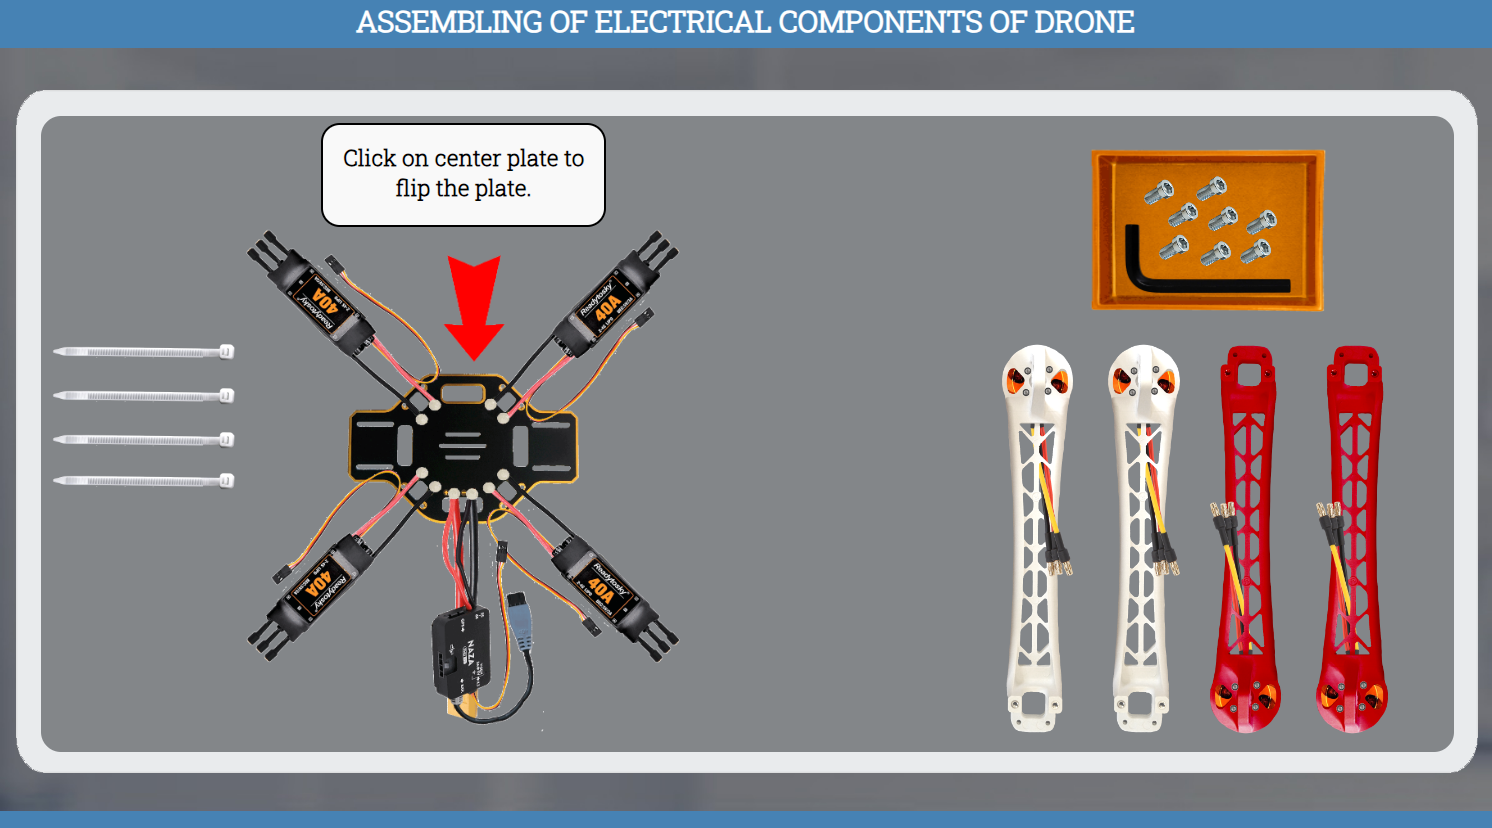 ASSEMBLING OF ELECTRICAL COMPONENTS OF DRONE
Click on center plate to
flip the plate.
Readytosky
40A
Readytosky
40A
Readytosky
40A
Readytosky
40A
NAZA